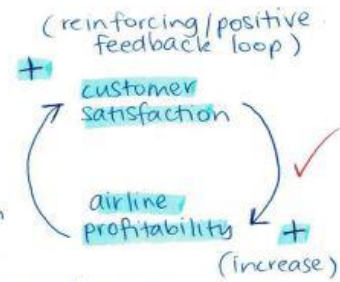 (reinforcing/positive
feedback loop)
+
customer
satisfaction
airline
profitability +
(increase)